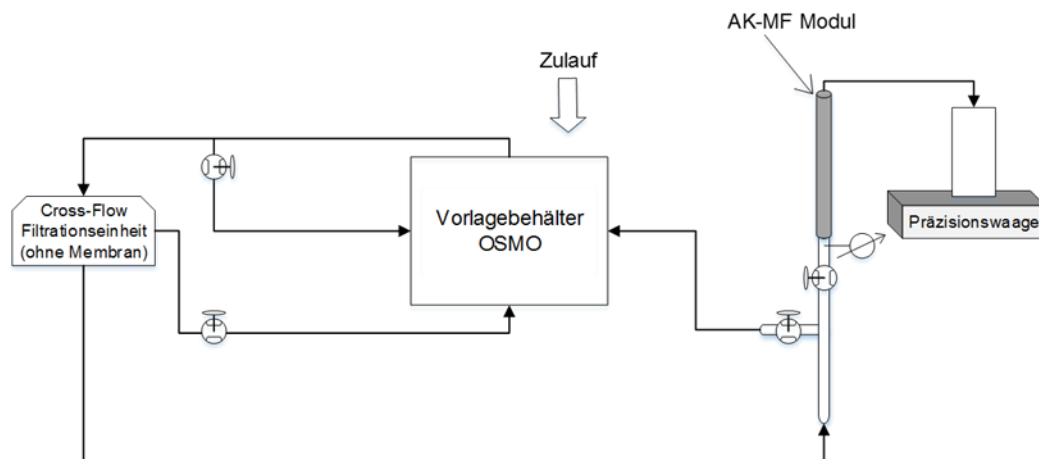 AK-MF Modul
Zulauf
Cross-Flow
Filtrationseinheit
(ohne Membran)
Vorlagebehälter
OSMO
Präzisionswaage